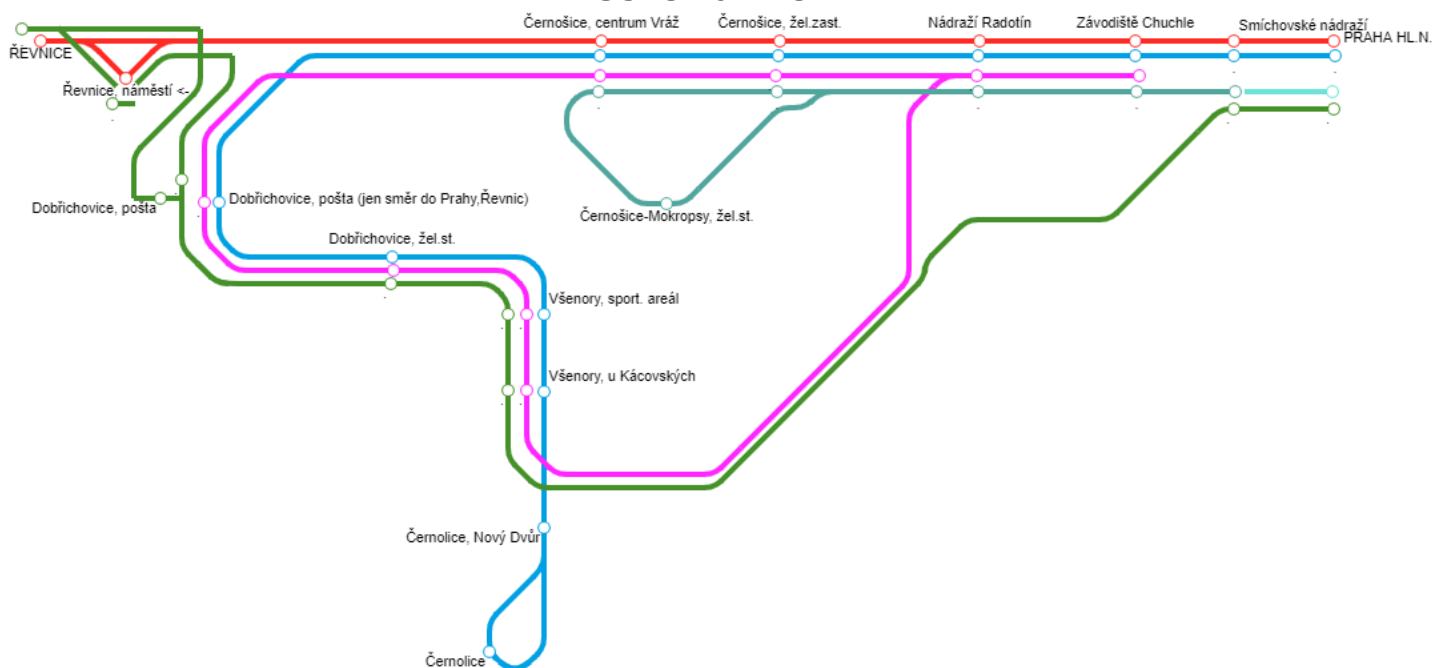 Černošice, centrum Vráž
Černošice, žel.zast.
Nádraží Radotín
Závodiště Chuchle
Smíchovské nádraží
PRAHA HL.N.
ŘEVNICE
Řevnice, náměstí <-
Dobřichovice, pošta
Dobřichovice, pošta (jen směr do Prahy,Řevnic)
Černošice-Mokropsy, žel.st.
Dobřichovice, žel.st.
Všenory, sport. areál
Všenory, u Kácovských
Černolice, Nový Dvůr
Černolice